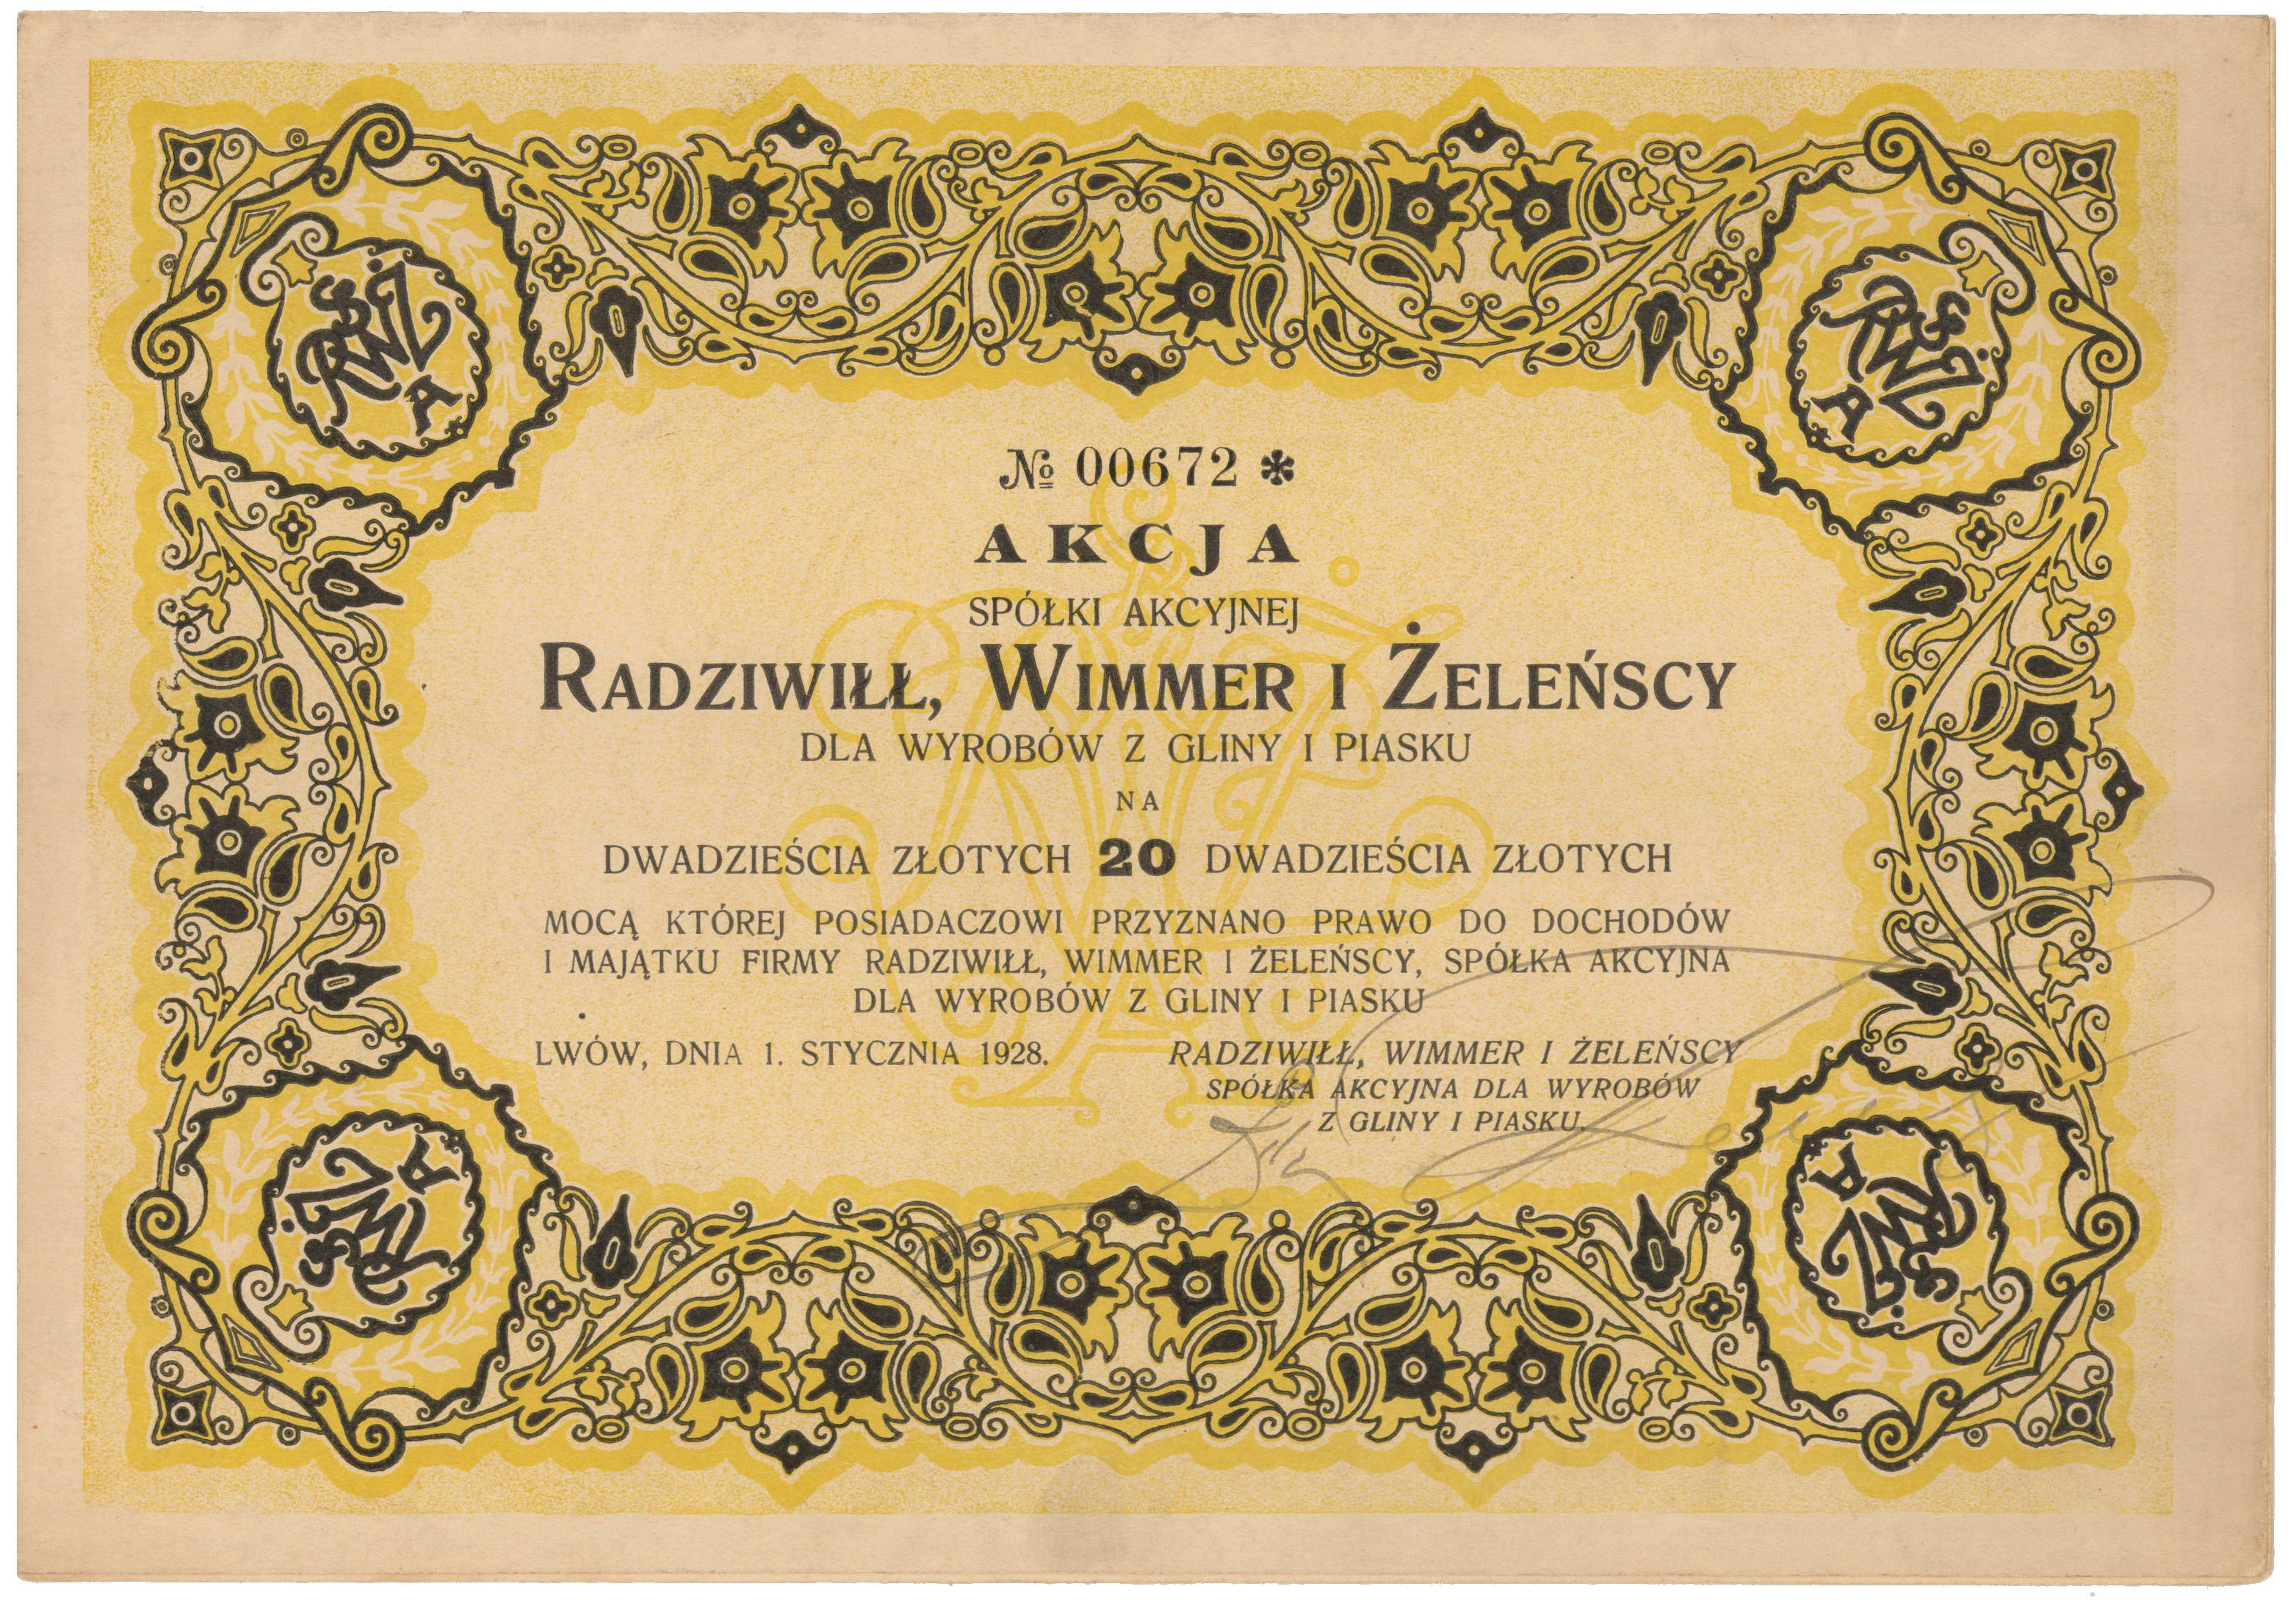 № 00672 *
AKCJA
SPÓŁKI AKCYJNEJ
RADZIWIŁŁ, WIMMER I ŻELEŃSCY
DLA WYROBÓW Z GLINY I PIASKU
NA
DWADZIEŚCIA ZŁOTYCH 20 DWADZIEŚCIA ZŁOTYCH
MOCĄ KTÓREJ POSIADACZOWI PRZYZNANO PRAWO DO DOCHODÓW
I MAJĄTKU FIRMY RADZIWIŁŁ, WIMMER I ŻELEŃSCY, SPÓŁKA AKCYJNA
DLA WYROBÓW Z GLINY I PIASKU
LWÓW, DNIA 1. STYCZNIA 1928.
RADZIWIŁŁ, WIMMER I ŻELEŃSCY
SPÓŁKA AKCYJNA DLA WYROBÓW
Z GLINY I PIASKU.